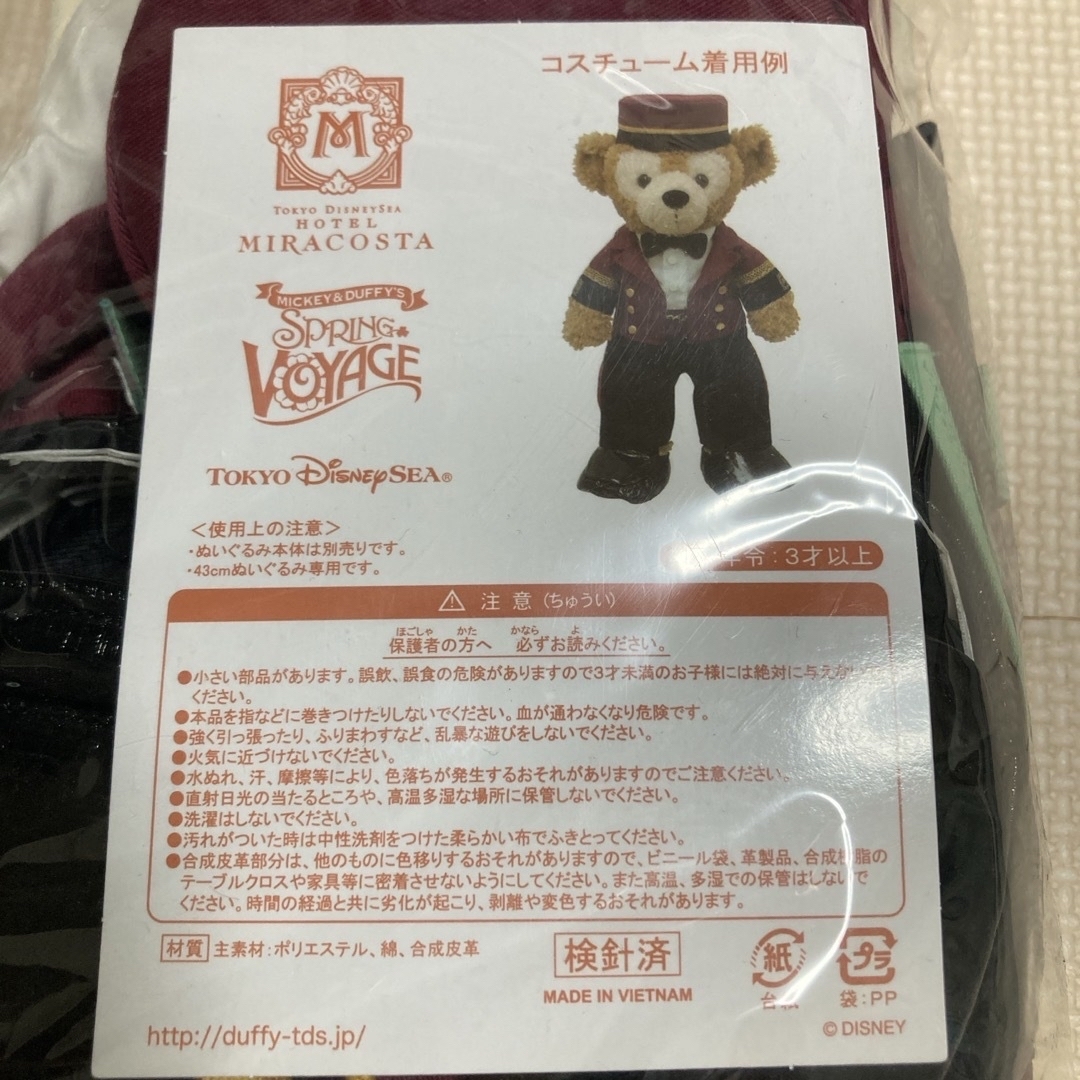 コスチューム着用例
M
TOKYO DISNEYSEA
HOTEL
MIRACOSTA
MICKEY & DUFFY'S
SPRING
VOYAGE
TOKYO DISNEYSEA®
＜使用上の注意＞
・ぬいぐるみ本体は別売りです。
・43cmぬいぐるみ専用です。
令：3才以上
⚠ 注 意 (ちゅうい)
ほごしゃ かた かなら よ
保護者の方へ 必ずお読みください。
●小さい部品があります。誤飲、誤食の危険がありますので3才未満のお子様には絶対に与えな
ください。
●本品を指などに巻きつけたりしないでください。血が通わなくなり危険です。
●強く引っ張ったり、ふりまわすなど、乱暴な遊びをしないでください。
●火気に近づけないでください。
●水ぬれ、汗、摩擦等により、色落ちが発生するおそれがありますのでご注意ください。
●直射日光の当たるところや、高温多湿な場所に保管しないでください。
●洗濯はしないでください。
●汚れがついた時は中性洗剤をつけた柔らかい布でふきとってください。
●合成皮革部分は、他のものに色移りするおそれがありますので、ビニール袋、革製品、合成樹脂の
テーブルクロスや家具等に密着させないようにしてください。また高温、多湿での保管はしないで
ください。時間の経過と共に劣化が起こり、剥離や変色するおそれがあります。
材質 主素材：ポリエステル、綿、合成皮革
検針済
MADE IN VIETNAM
紙
台紙
プラ
袋：PP
http://duffy-tds.jp/
© DISNEY